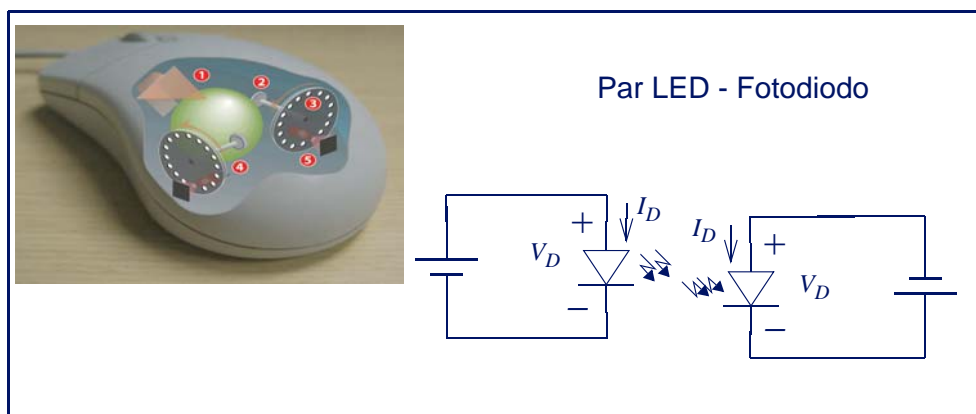 Par LED - Fotodiodo
1
2
3
4
5
+
I_D
V_D
−
I_D
+
V_D
−